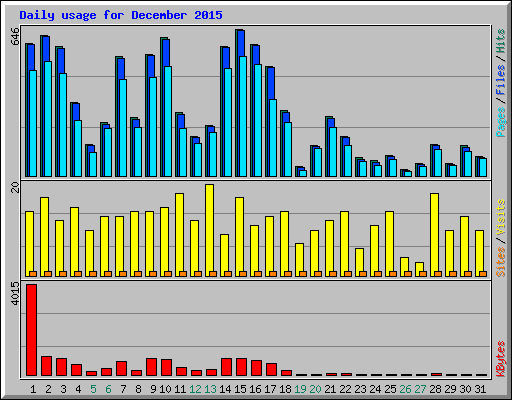 Daily usage for December 2015
646
Pages / Files / Hits
20
Sites / Visits
4015
KBytes
1 2 3 4 5 6 7 8 9 10 11 12 13 14 15 16 17 18 19 20 21 22 23 24 25 26 27 28 29 30 31